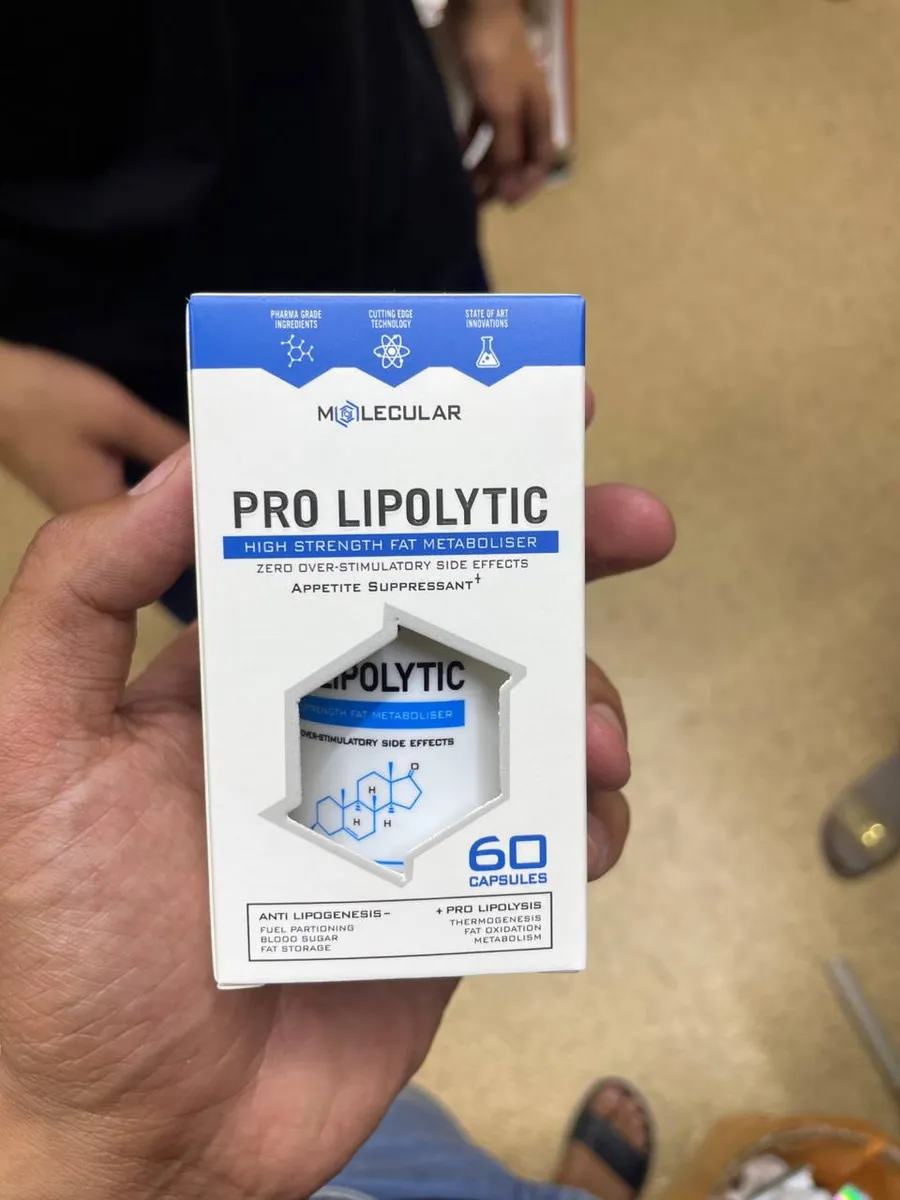 PHARMA GRADE
INGREDIENTS
CUTTING EDGE
TECHNOLOGY
STATE OF ART
INNOVATIONS
MOLECULAR
PRO LIPOLYTIC
HIGH STRENGTH FAT METABOLISER
ZERO OVER-STIMULATORY SIDE EFFECTS
APPETITE SUPPRESSANT†
LIPOLYTIC
STRENGTH FAT METABOLISER
OVER-STIMULATORY SIDE EFFECTS
O
H
H
H
60
CAPSULES
ANTI LIPOGENESIS–
FUEL PARTIONING
BLOOD SUGAR
FAT STORAGE
+ PRO LIPOLYSIS
THERMOGENESIS
FAT OXIDATION
METABOLISM